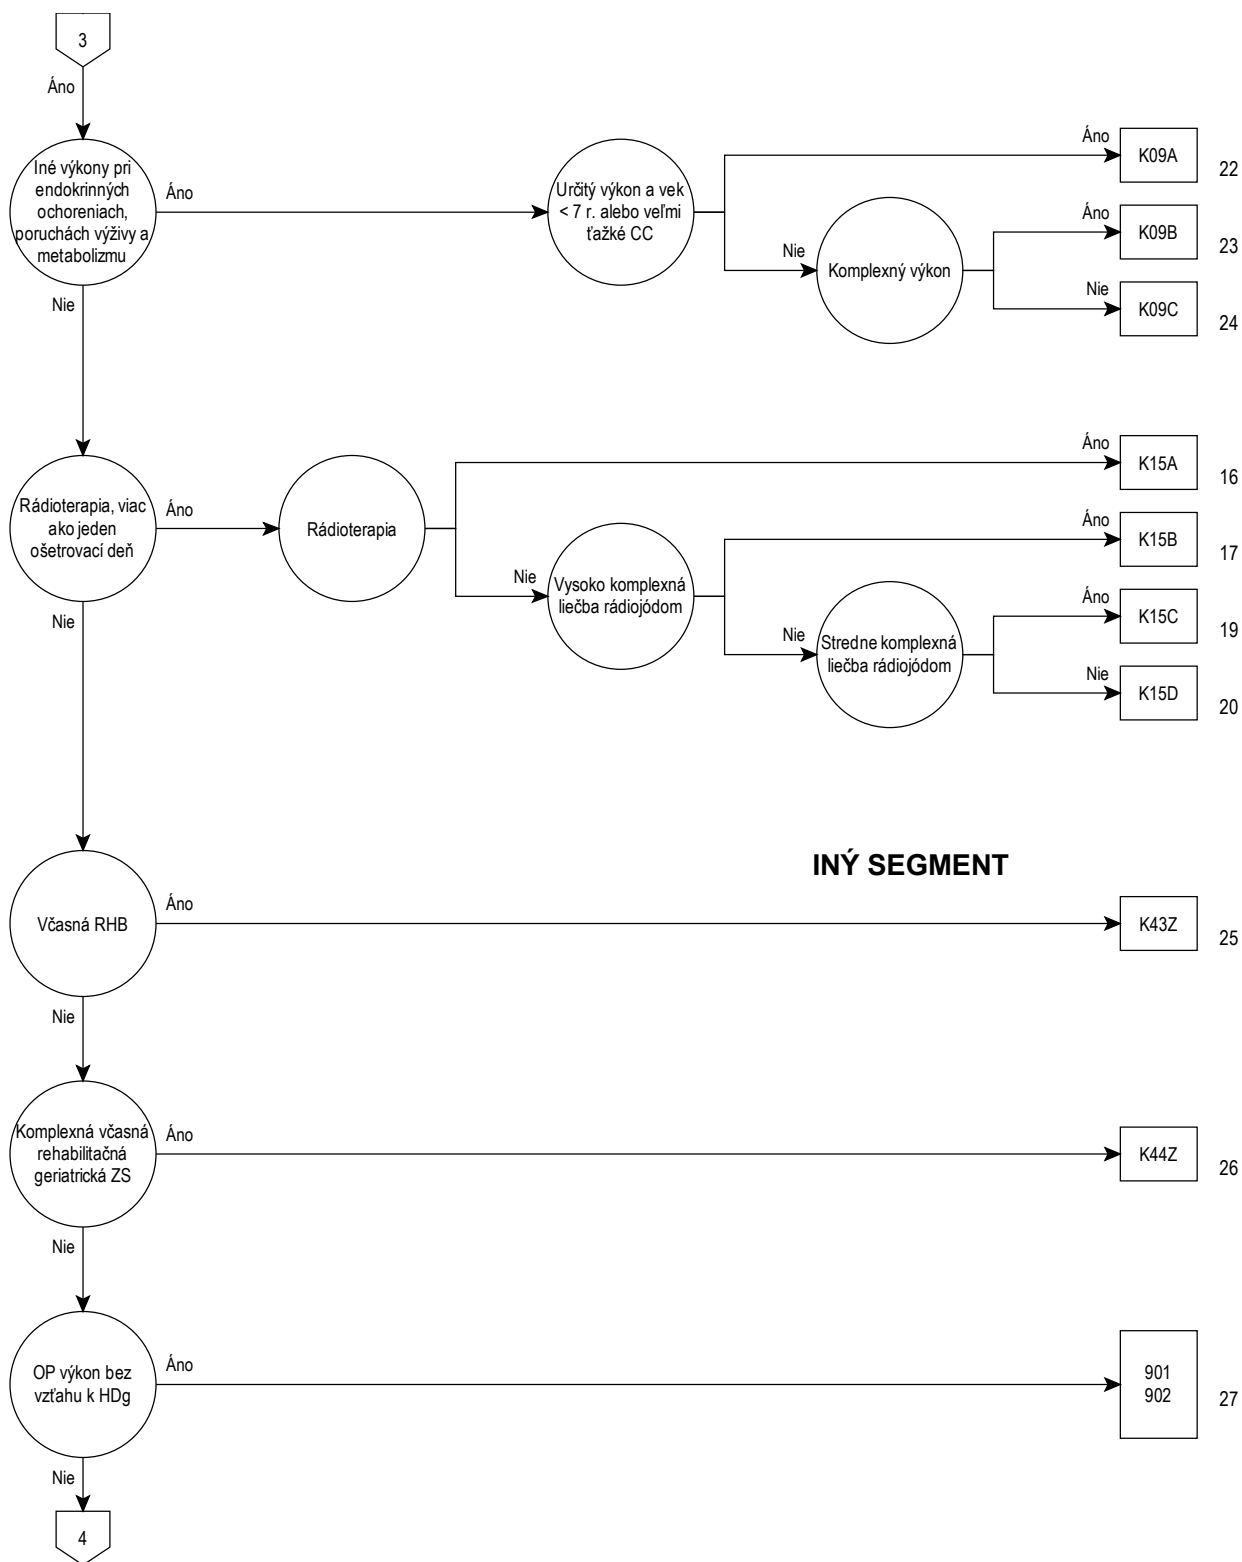 3
Áno
Iné výkony pri
endokrinných
ochoreniach,
poruchách výživy a
metabolizmu
Áno
Určitý výkon a vek
< 7 r. alebo veľmi
ťažké CC
Áno
K09A
22
Nie
Komplexný výkon
Áno
K09B
23
Nie
K09C
24
Nie
Rádioterapia, viac
ako jeden
ošetrovací deň
Áno
Rádioterapia
Áno
K15A
16
Nie
Vysoko komplexná
liečba rádiojódom
Áno
K15B
17
Nie
Stredne komplexná
liečba rádiojódom
Áno
K15C
19
Nie
K15D
20
Nie
INÝ SEGMENT
Včasná RHB
Áno
K43Z
25
Nie
Komplexná včasná
rehabilitačná
geriatrická ZS
Áno
K44Z
26
Nie
OP výkon bez
vzťahu k HDg
Áno
901
902
27
Nie
4